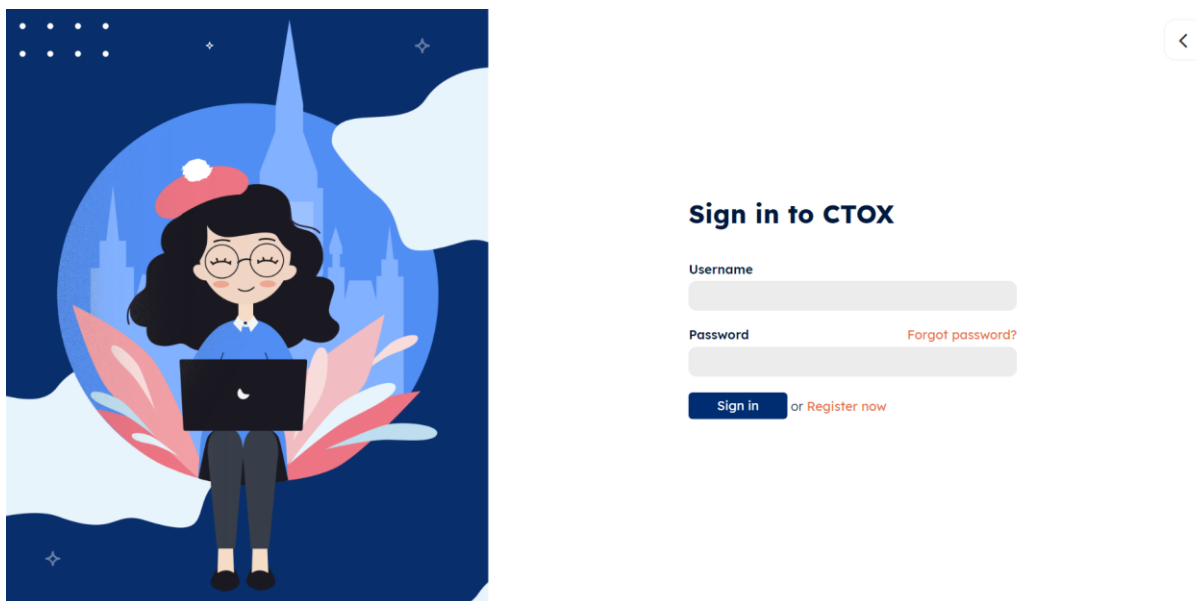 Sign in to CTOX
Username
Password Forgot password?
Sign in or Register now